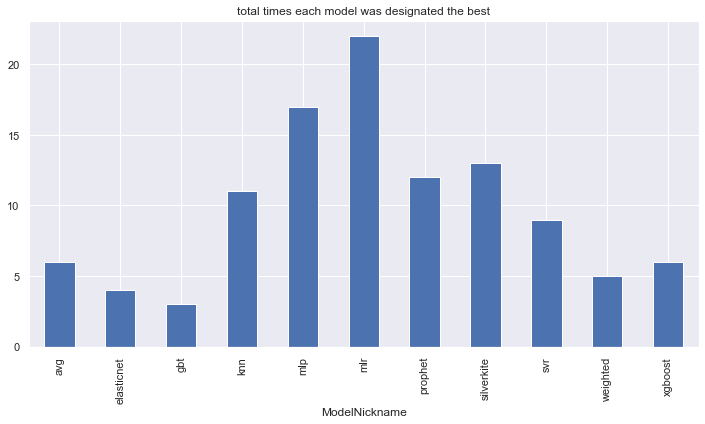 total times each model was designated the best
20
15
10
5
0
avg
elasticnet
gbt
knn
mlp
mlr
prophet
silverkite
svr
weighted
xgboost
ModelNickname